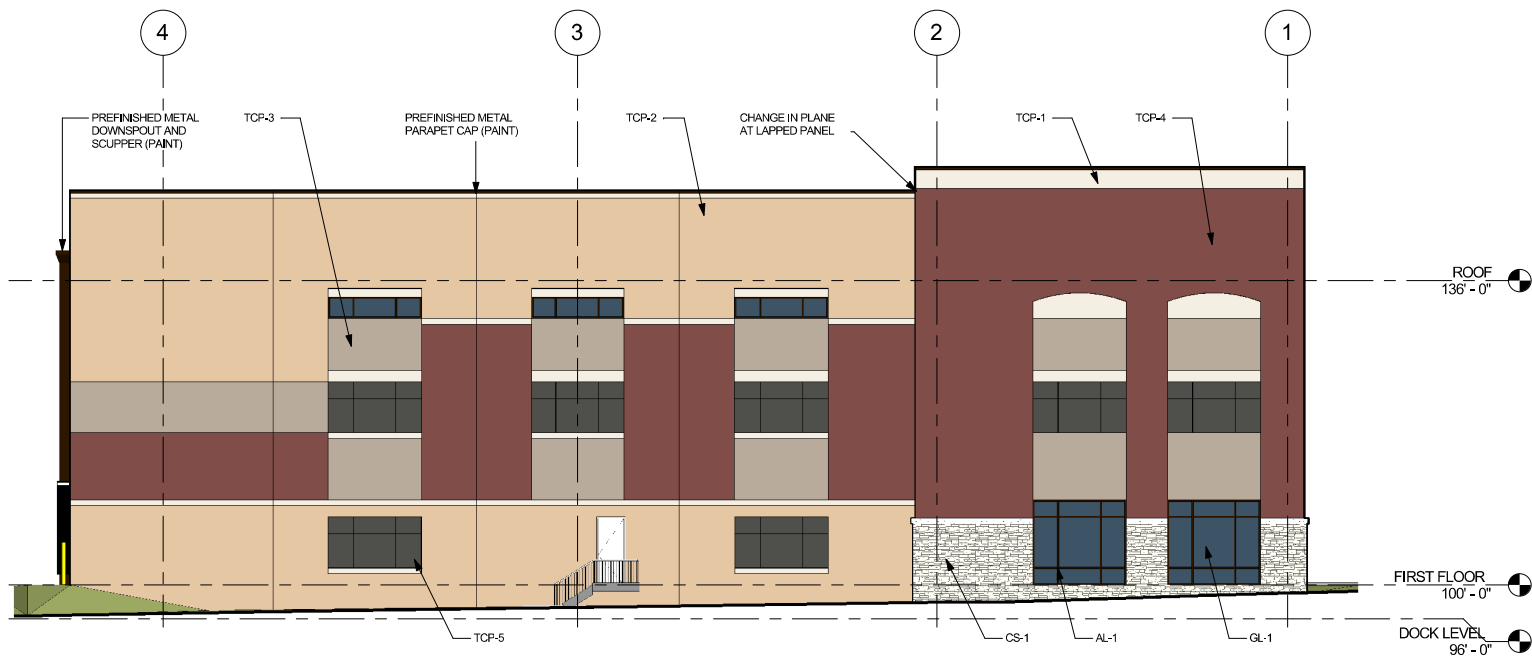 4
3
2
1
PREFINISHED METAL
DOWNSPOUT AND
SCUPPER (PAINT)
TCP-3
PREFINISHED METAL
PARAPET CAP (PAINT)
TCP-2
CHANGE IN PLANE
AT LAPPED PANEL
TCP-1
TCP-4
ROOF
136' - 0"
FIRST FLOOR
100' - 0"
TCP-5
CS-1
AL-1
GL-1
DOCK LEVEL
96' - 0"